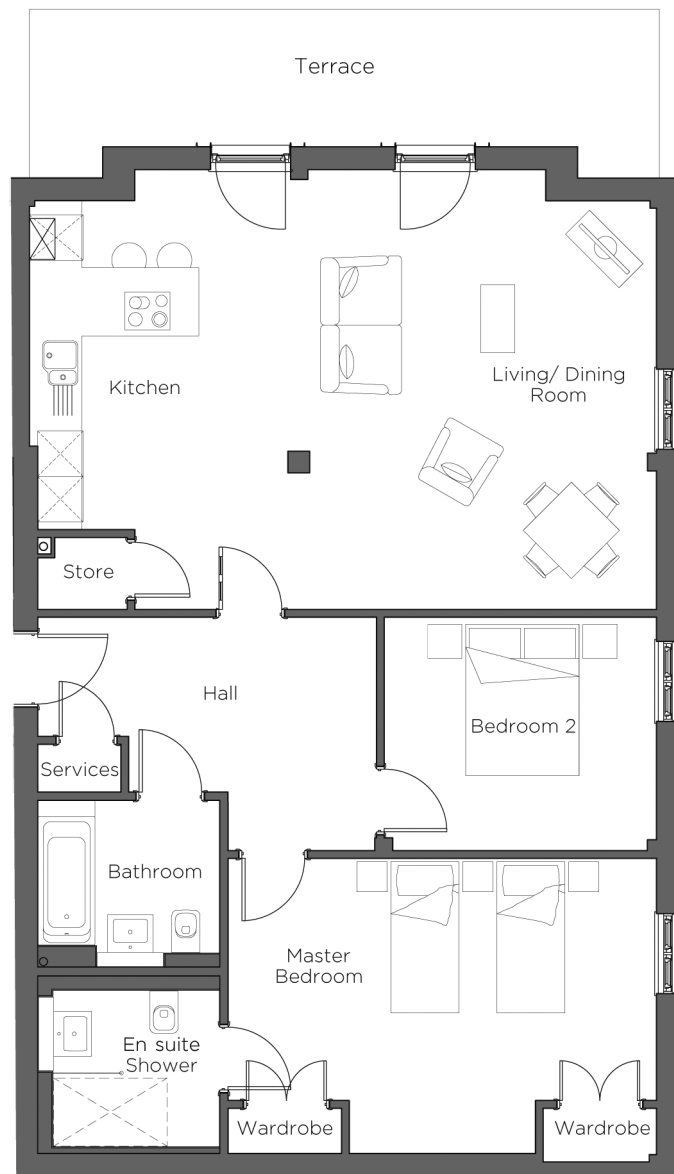 Terrace
Kitchen
Living/ Dining
Room
Store
Hall
Bedroom 2
Services
Bathroom
Master
Bedroom
En suite
Shower
Wardrobe
Wardrobe